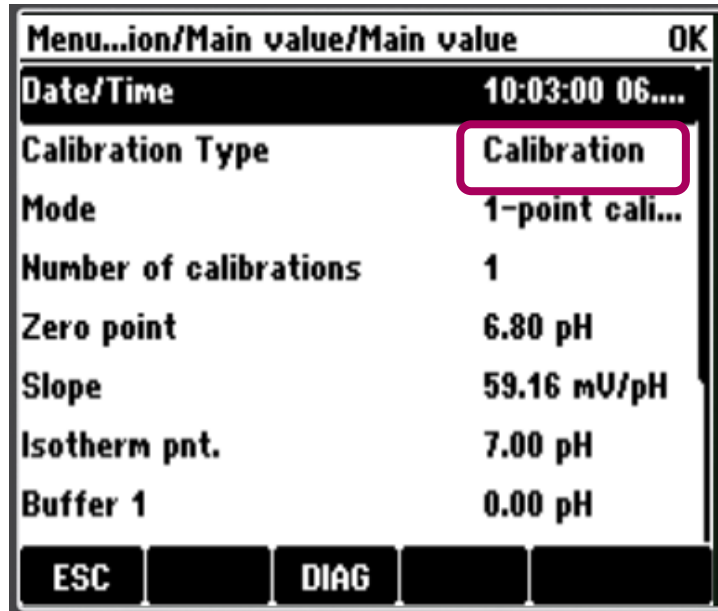 Menu...ion/Main value/Main value OK
Date/Time 10:03:00 06....
Calibration Type Calibration
Mode 1-point cali...
Number of calibrations 1
Zero point 6.80 pH
Slope 59.16 mV/pH
Isotherm pnt. 7.00 pH
Buffer 1 0.00 pH
ESC DIAG